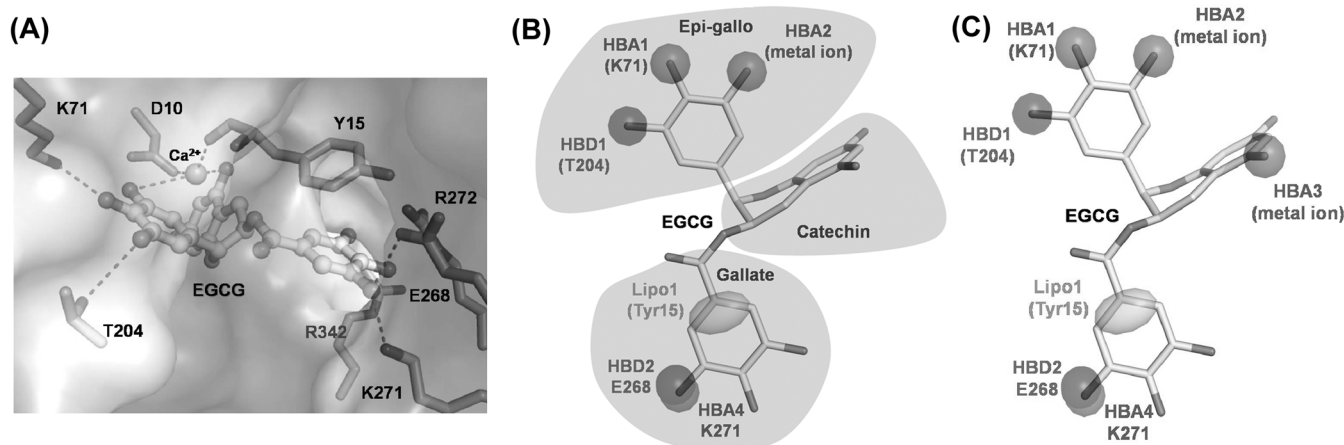 (A)
K71
D10
Ca²⁺
Y15
R272
EGCG
E268
T204
R342
K271
(B)
Epi-gallo
HBA1
(K71)
HBA2
(metal ion)
HBD1
(T204)
EGCG
Catechin
Gallate
Lipo1
(Tyr15)
HBD2
E268
HBA4
K271
(C)
HBA1
(K71)
HBA2
(metal ion)
HBD1
(T204)
EGCG
HBA3
(metal ion)
Lipo1
(Tyr15)
HBD2
E268
HBA4
K271